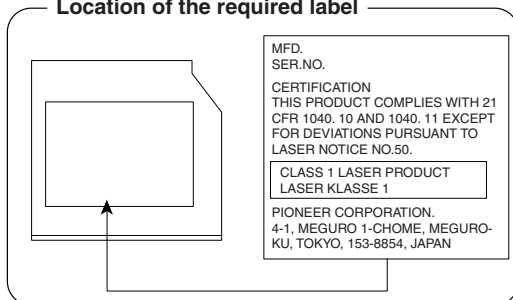 Location of the required label
MFD.
SER.NO.
CERTIFICATION
THIS PRODUCT COMPLIES WITH 21
CFR 1040. 10 AND 1040. 11 EXCEPT
FOR DEVIATIONS PURSUANT TO
LASER NOTICE NO.50.
CLASS 1 LASER PRODUCT
LASER KLASSE 1
PIONEER CORPORATION.
4-1, MEGURO 1-CHOME, MEGURO-
KU, TOKYO, 153-8854, JAPAN